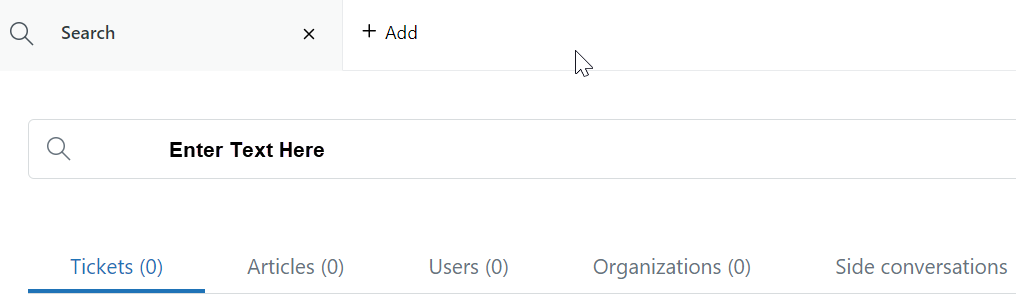 Search × + Add
Enter Text Here
Tickets (0) Articles (0) Users (0) Organizations (0) Side conversations